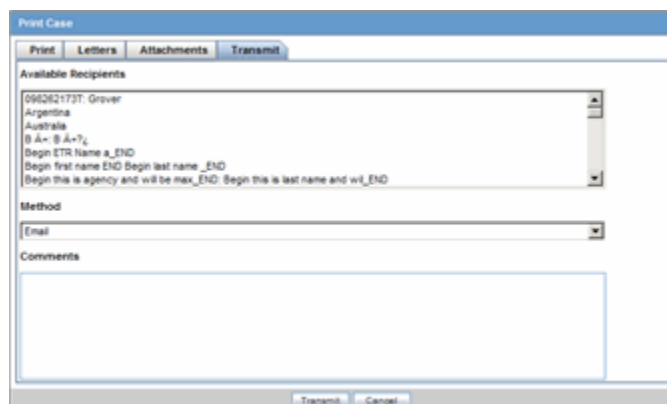 Print Case
Print Letters Attachments Transmit
Available Recipients
098262173T: Grover
Argentina
Australia
B Á+: B Á+?¿
Begin ETR Name a_END
Begin first name END Begin last name _END
Begin this is agency and will be max_END: Begin this is last name and wil_END
Method
Email
Comments
Transmit Cancel